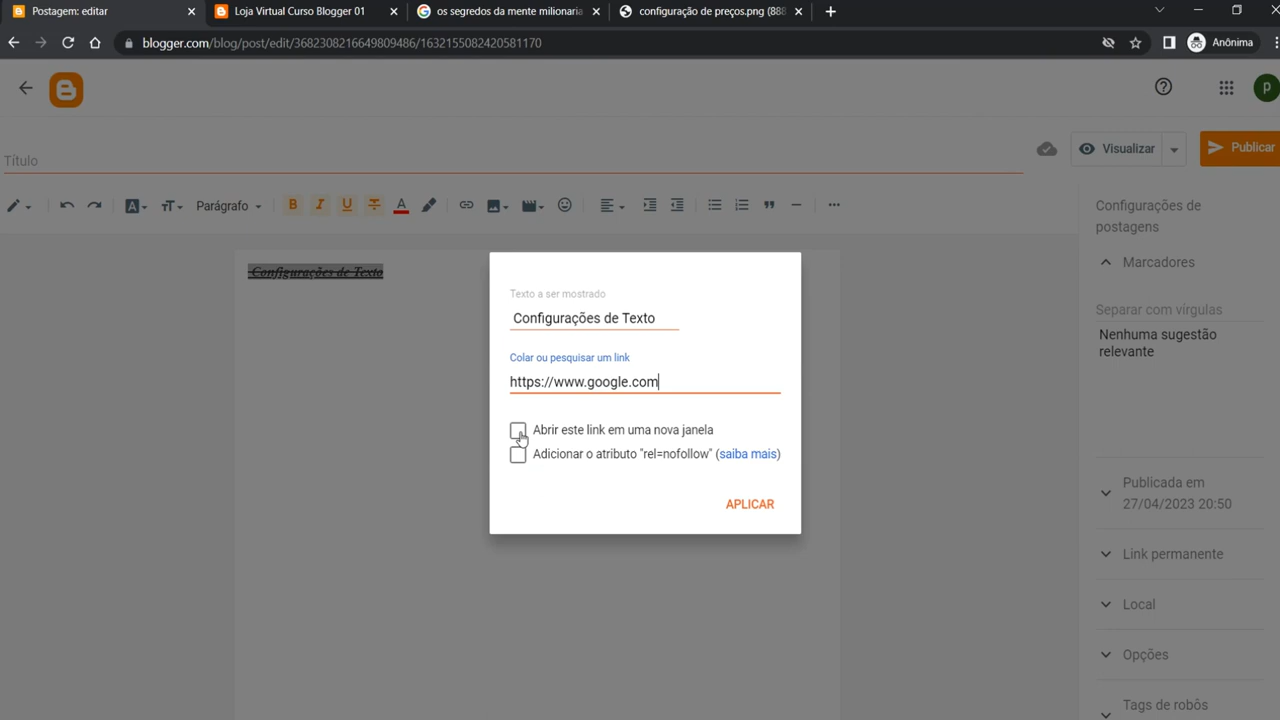 Postagem: editar
Loja Virtual Curso Blogger 01
os segredos da mente milionaria
configuração de preços.png (888
blogger.com/blog/post/edit/3682308216649809486/1632155082420581170
Anônima
p
Título
Visualizar
Publicar
Parágrafo
B I U A
Configurações de postagens
Marcadores
Separar com vírgulas
Nenhuma sugestão
relevante
Publicada em
27/04/2023 20:50
Link permanente
Local
Opções
Tags de robôs
Configurações de Texto
Texto a ser mostrado
Configurações de Texto
Colar ou pesquisar um link
https://www.google.com
Abrir este link em uma nova janela
Adicionar o atributo "rel=nofollow" (saiba mais)
APLICAR